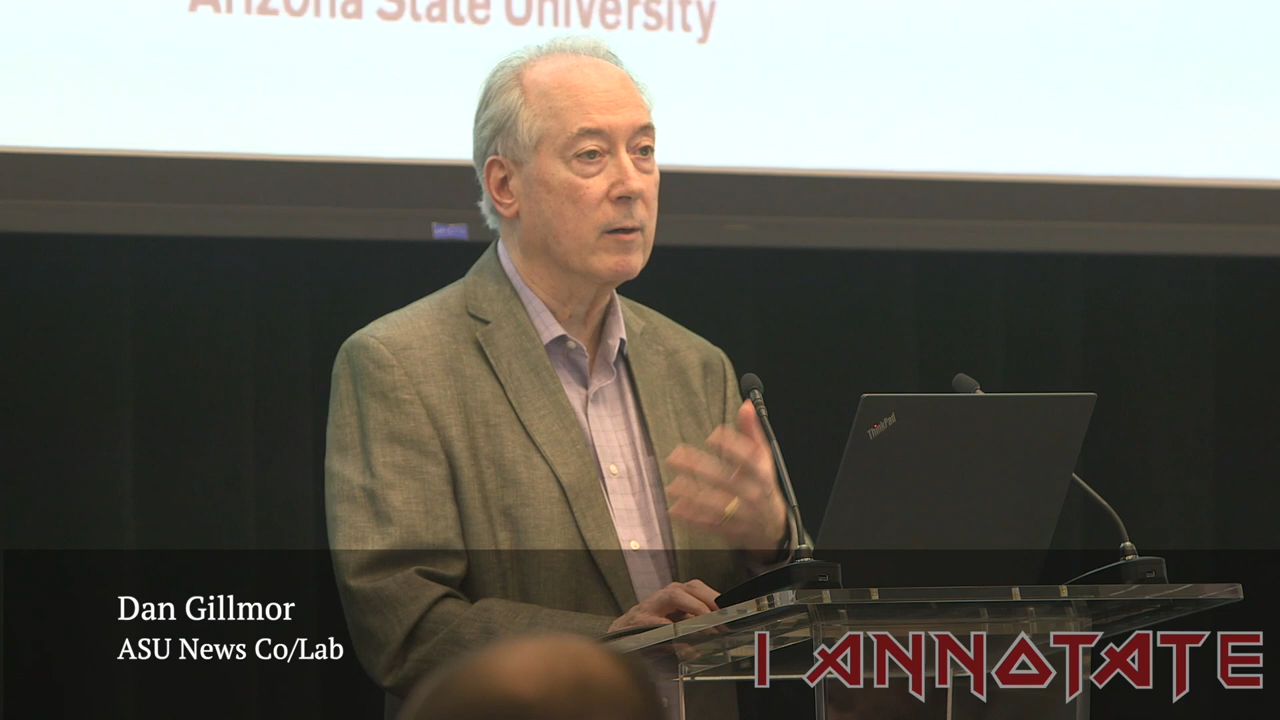 Arizona State University
ThinkPad
Dan Gillmor
ASU News Co/Lab
I ANNOTATE